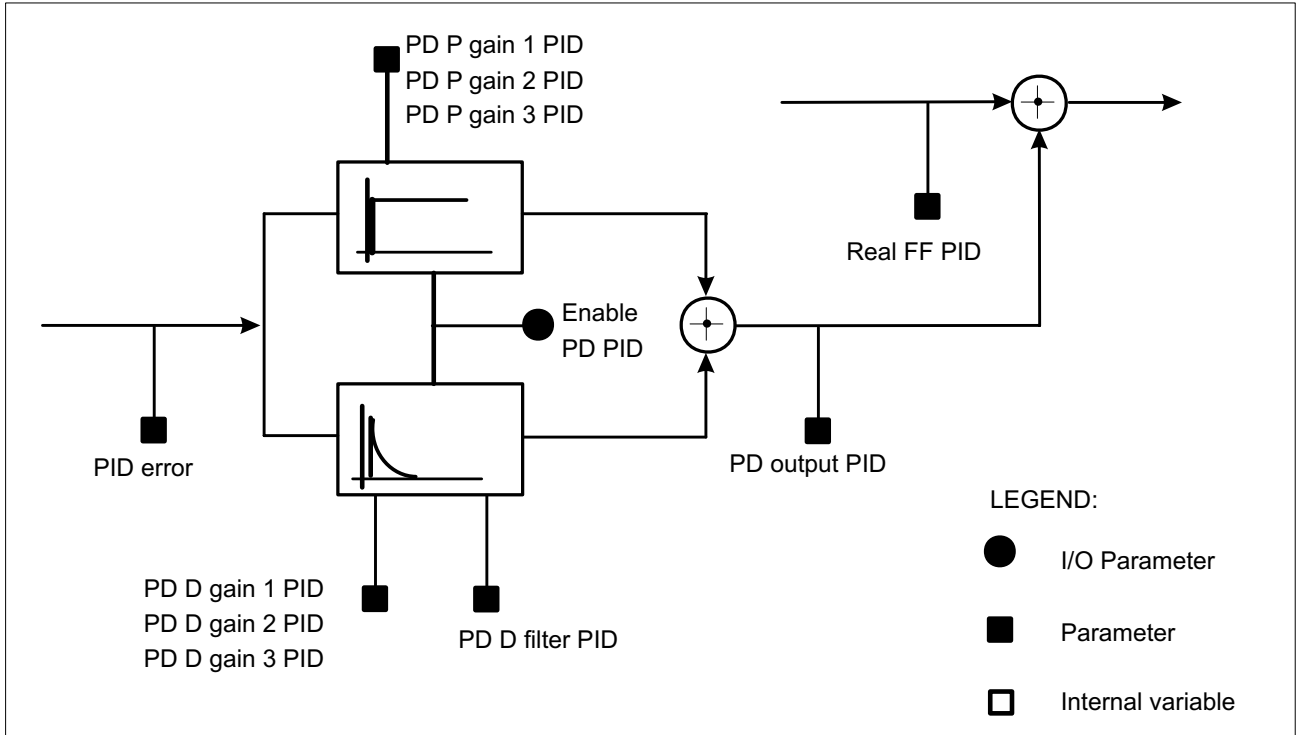 PD P gain 1 PID
PD P gain 2 PID
PD P gain 3 PID
Real FF PID
Enable
PD PID
PID error
PD output PID
PD D gain 1 PID
PD D gain 2 PID
PD D gain 3 PID
PD D filter PID
LEGEND:
I/O Parameter
Parameter
Internal variable